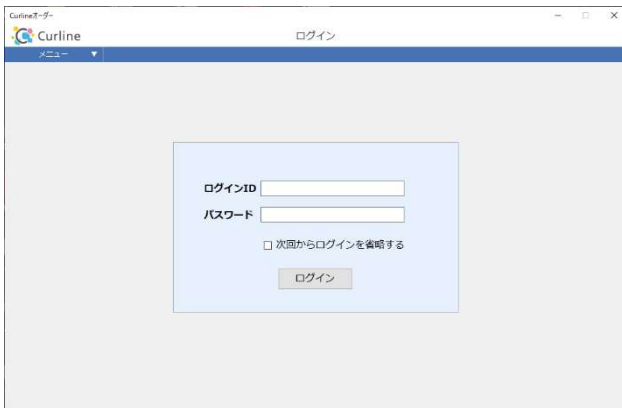 Curlineオーダー
Curline
ログイン
メニュー ▼
ログインID
パスワード
次回からログインを省略する
ログイン